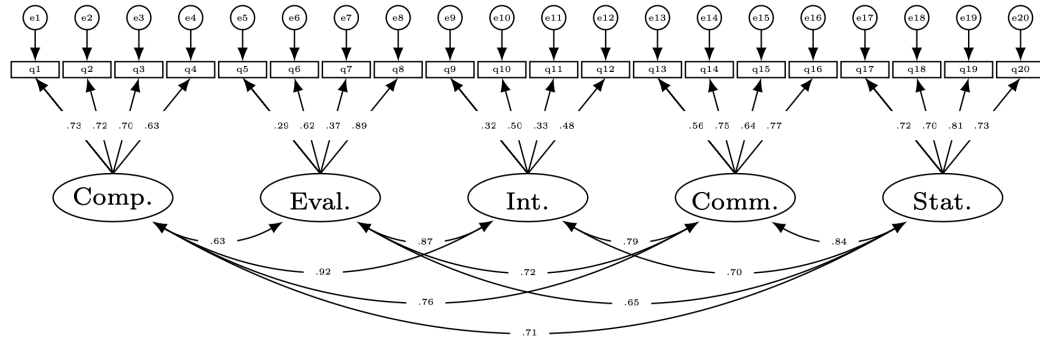 e1 e2 e3 e4 e5 e6 e7 e8 e9 e10 e11 e12 e13 e14 e15 e16 e17 e18 e19 e20
q1 q2 q3 q4 q5 q6 q7 q8 q9 q10 q11 q12 q13 q14 q15 q16 q17 q18 q19 q20
.73 .72 .70 .63 .29 .62 .37 .89 .32 .50 .33 .48 .56 .75 .64 .77 .72 .70 .81 .73
Comp. Eval. Int. Comm. Stat.
.63 .87 .79 .84
.92 .72 .70
.76 .65
.71